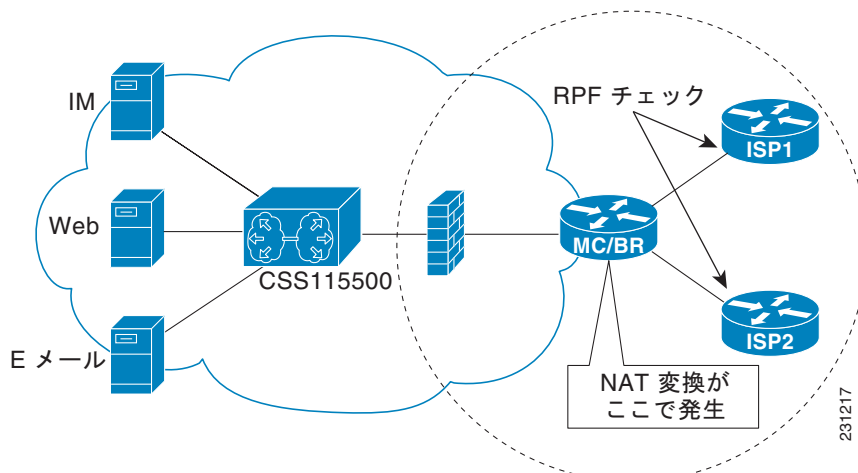 IM
RPF チェック
ISP1
Web
MC/BR
CSS115500
ISP2
E メール
NAT 変換が
ここで発生
231217